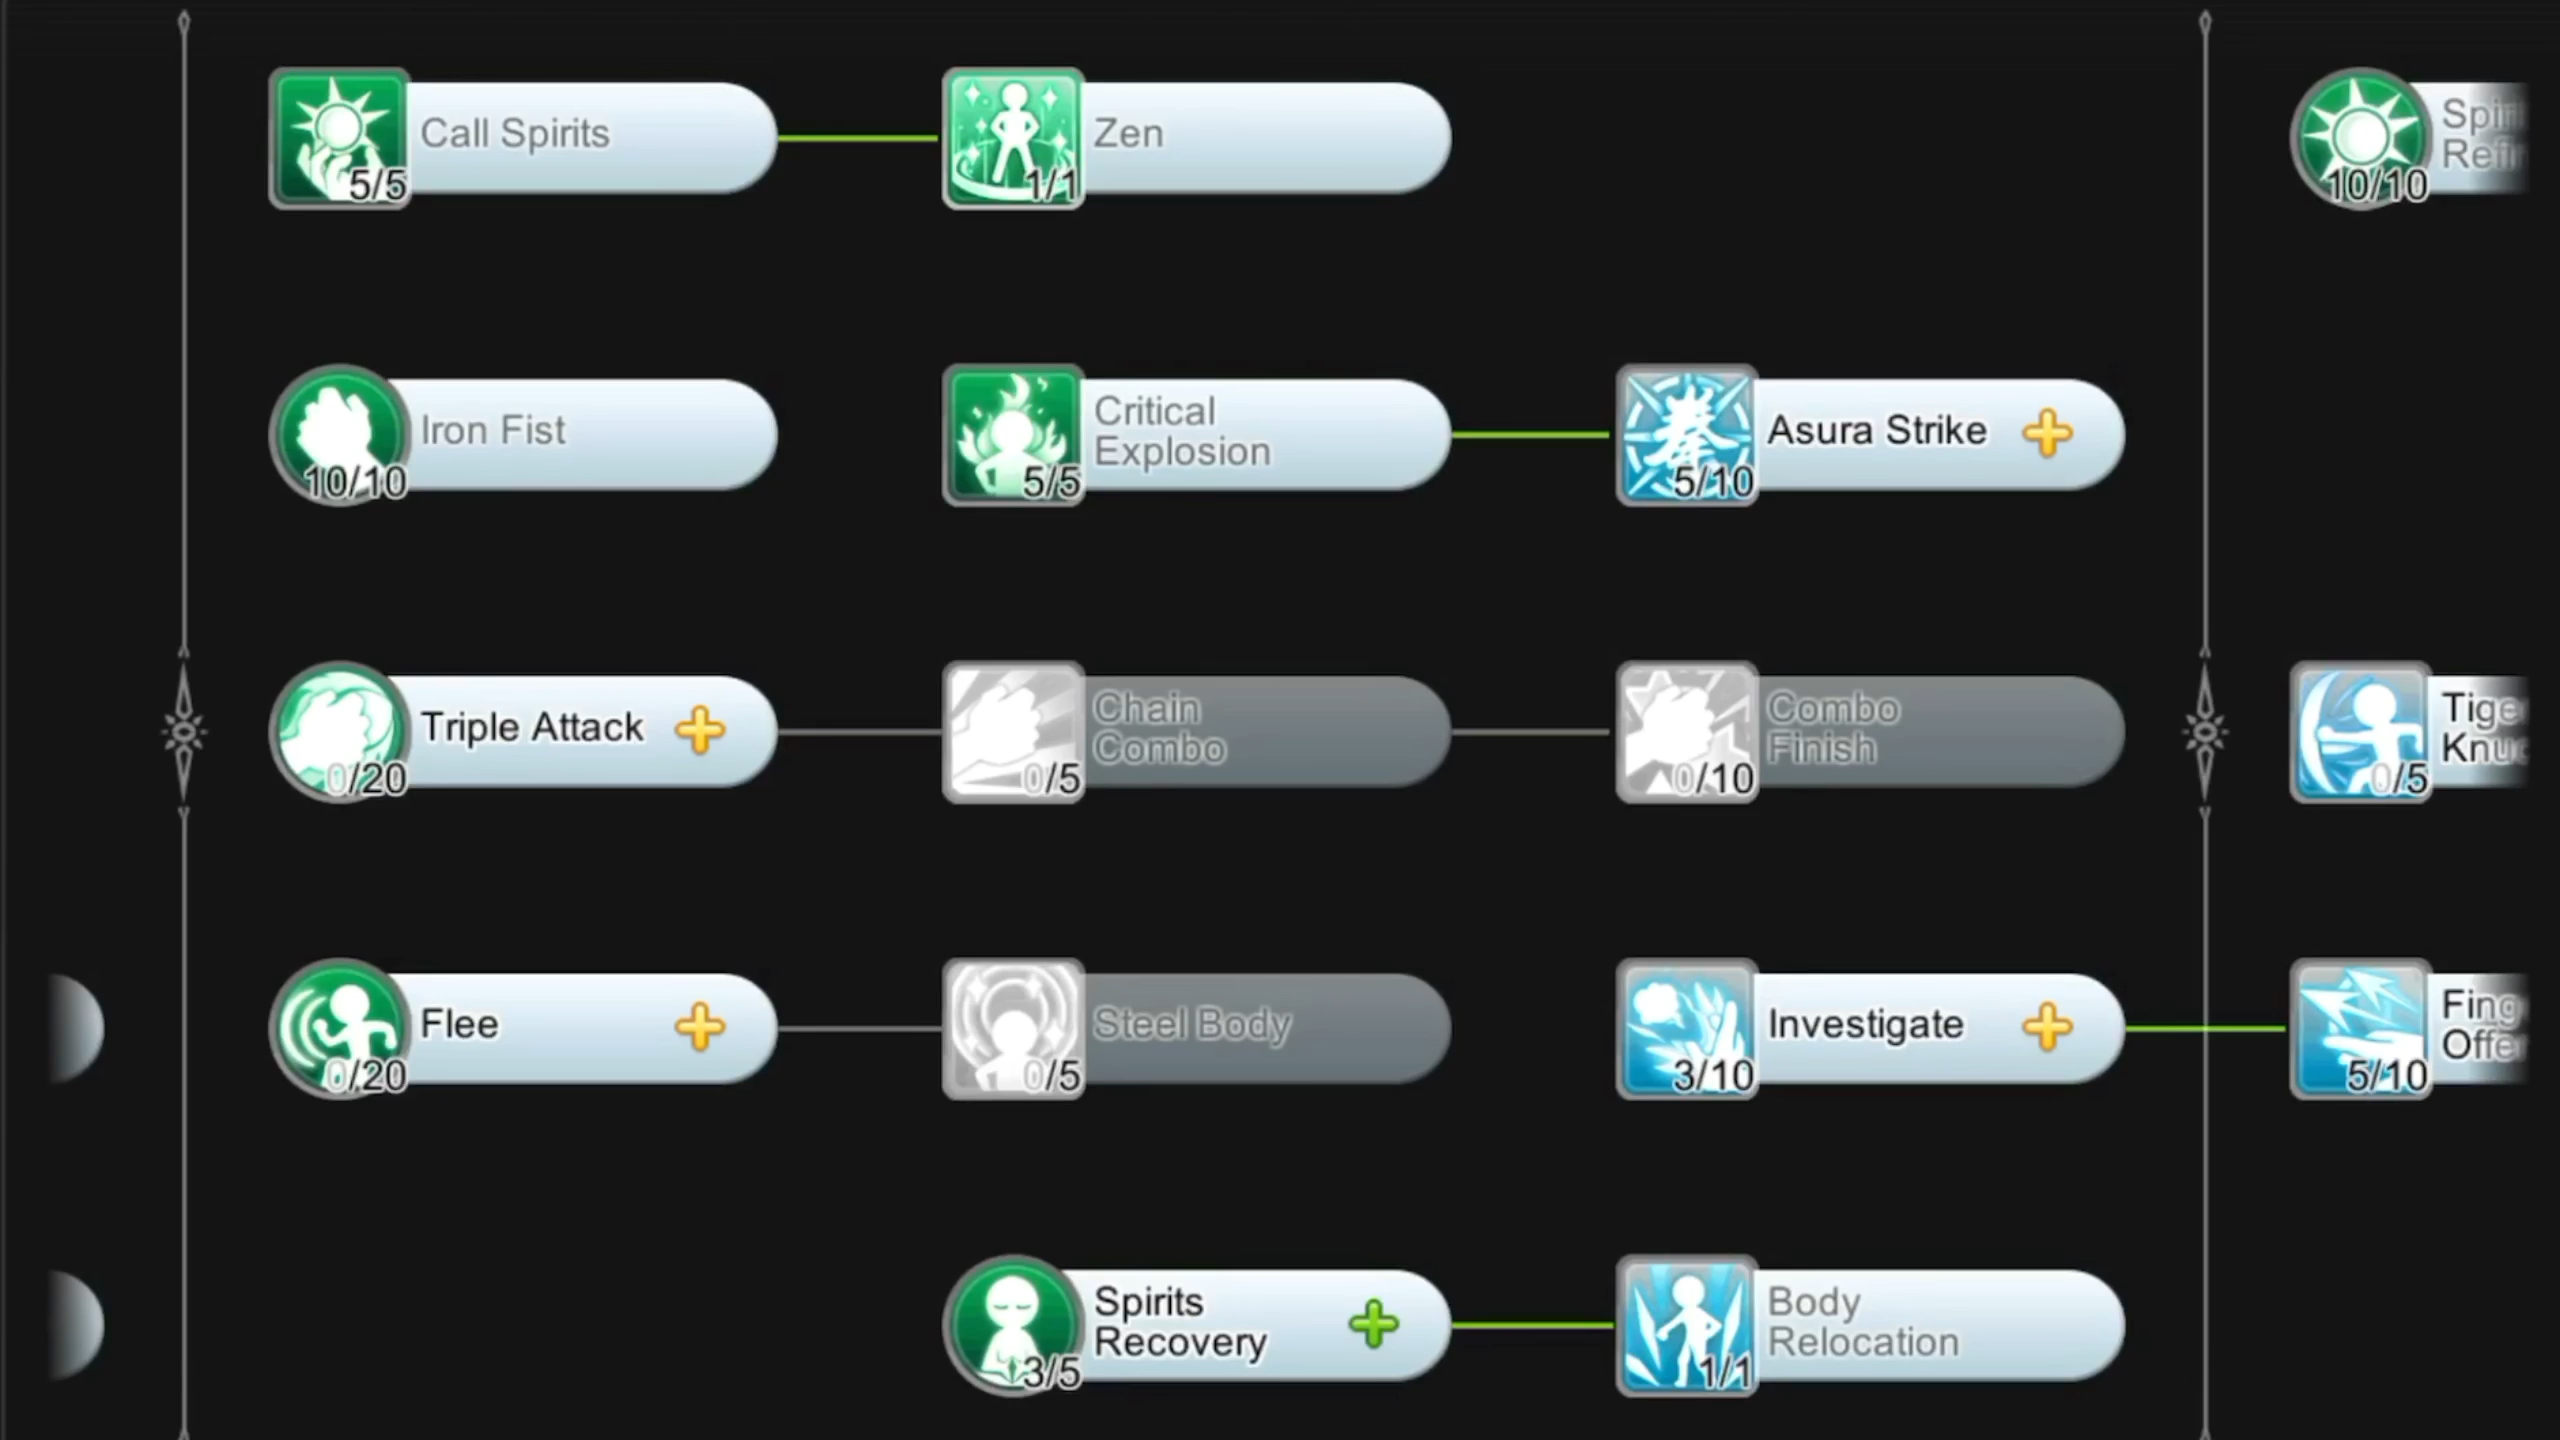 Call Spirits
5/5
Zen
1/1
10/10
Iron Fist
10/10
Critical
Explosion
5/5
拳
Asura Strike
5/10
Triple Attack
0/20
Chain
Combo
0/5
Combo
Finish
0/10
0/5
Flee
0/20
Steel Body
0/5
Investigate
3/10
5/10
Spirits
Recovery
3/5
Body
Relocation
1/1